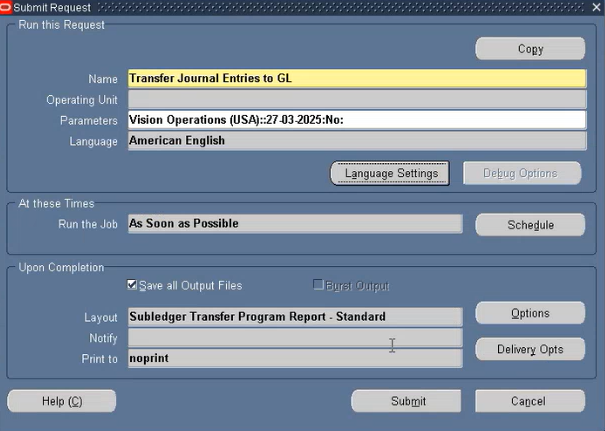 Submit Request
Run this Request
Copy
Name Transfer Journal Entries to GL
Operating Unit
Parameters Vision Operations (USA)::27-03-2025:No:
Language American English
Language Settings Debug Options
At these Times
Run the Job As Soon as Possible Schedule
Upon Completion
Save all Output Files Burst Output
Layout Subledger Transfer Program Report - Standard Options
Notify
Delivery Opts
Print to noprint
Help (C) Submit Cancel